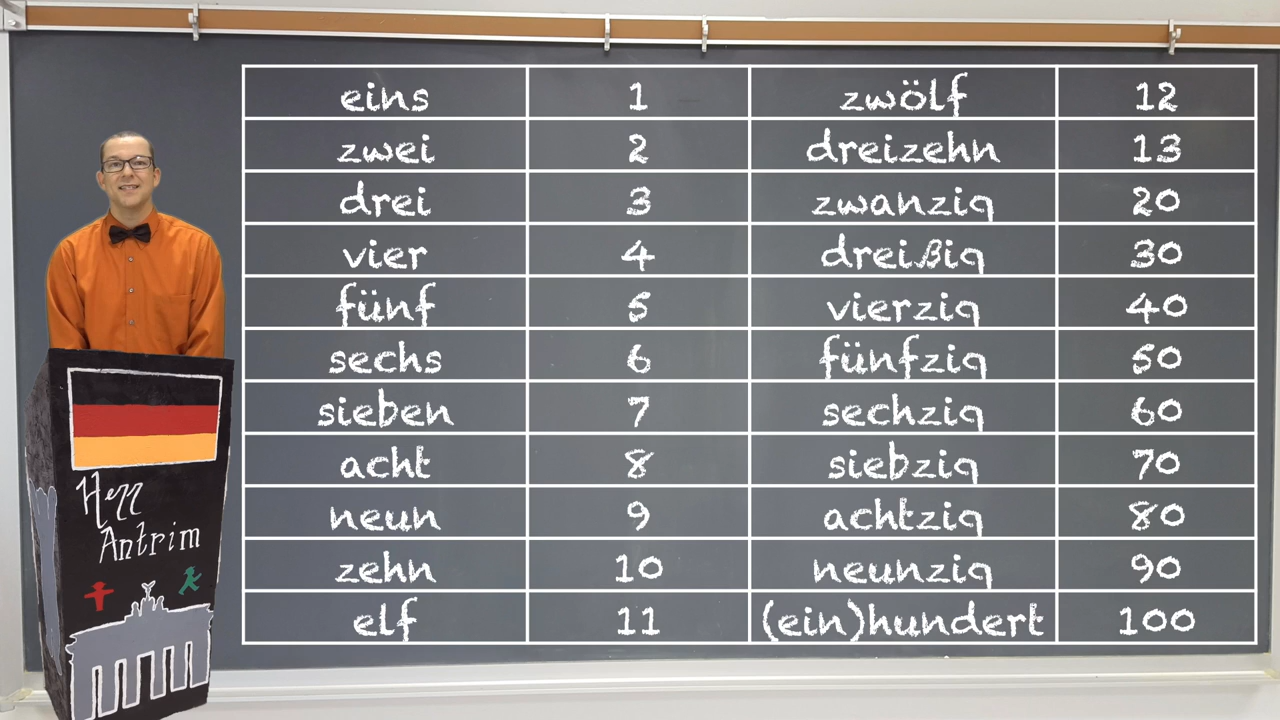 eins 1 zwölf 12
zwei 2 dreizehn 13
drei 3 zwanzig 20
vier 4 dreißig 30
fünf 5 vierzig 40
sechs 6 fünfzig 50
sieben 7 sechzig 60
acht 8 siebzig 70
neun 9 achtzig 80
zehn 10 neunzig 90
elf 11 (ein)hundert 100
Herr
Antrim